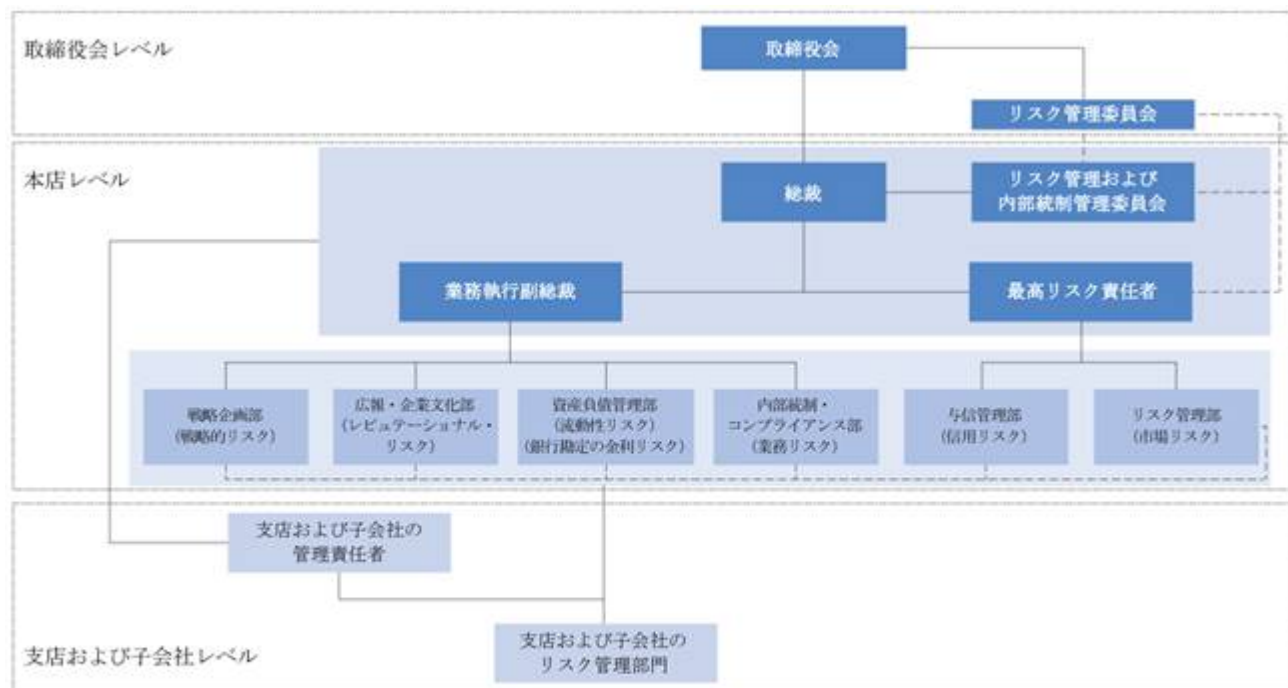 取締役会レベル
取締役会
リスク管理委員会
本店レベル
総裁
リスク管理および
内部統制管理委員会
業務執行副総裁
最高リスク責任者
戦略企画部
(戦略的リスク)
広報・企業文化部
(レピュテーショナル・
リスク)
資産負債管理部
(流動性リスク)
(銀行勘定の金利リスク)
内部統制・
コンプライアンス部
(業務リスク)
与信管理部
(信用リスク)
リスク管理部
(市場リスク)
支店および子会社の
管理責任者
支店および子会社の
リスク管理部門
支店および子会社レベル